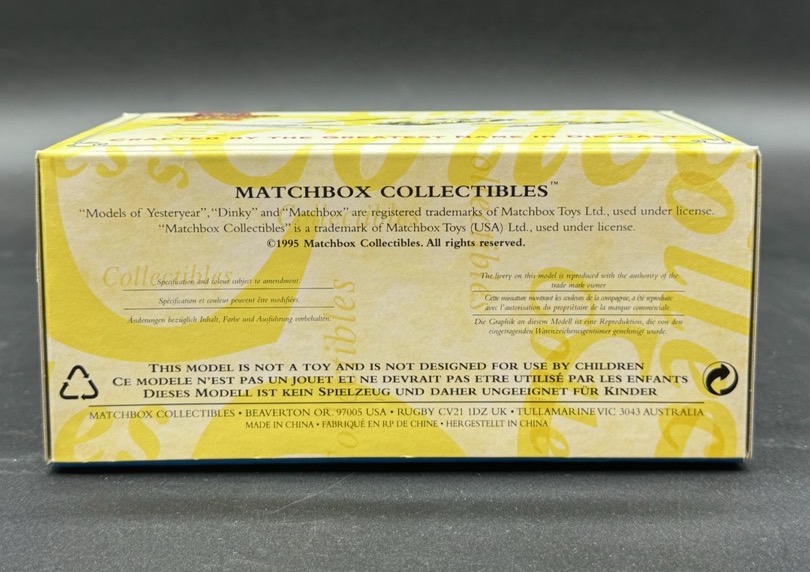 CRAFTED BY THE GREATEST NAME IN DIE-CAST
MATCHBOX COLLECTIBLES™
“Models of Yesteryear”, “Dinky” and “Matchbox” are registered trademarks of Matchbox Toys Ltd., used under license.
“Matchbox Collectibles” is a trademark of Matchbox Toys (USA) Ltd., used under license.
©1995 Matchbox Collectibles. All rights reserved.
Collectibles
Specification and colour subject to amendment.
Spécification et couleur peuvent être modifiées.
Änderungen bezüglich Inhalt, Farbe und Ausführung vorbehalten.
The livery on this model is reproduced with the authority of the
trade mark owner
Cette miniature montrant les couleurs de la compagnie, a été reproduite
avec l'autorisation du propriétaire de la marque commerciale
Die Graphik an diesem Modell ist eine Reproduktion, die von den
eingetragenen Warenzeicheneigentümer genehmigt wurde.
THIS MODEL IS NOT A TOY AND IS NOT DESIGNED FOR USE BY CHILDREN
CE MODELE N'EST PAS UN JOUET ET NE DEVRAIT PAS ETRE UTILISÉ PAR LES ENFANTS
DIESES MODELL IST KEIN SPIELZEUG UND DAHER UNGEEIGNET FÜR KINDER
MATCHBOX COLLECTIBLES • BEAVERTON OR. 97005 USA • RUGBY CV21 1DZ UK • TULLAMARINE VIC 3043 AUSTRALIA
MADE IN CHINA • FABRIQUÉ EN RP DE CHINE • HERGESTELLT IN CHINA